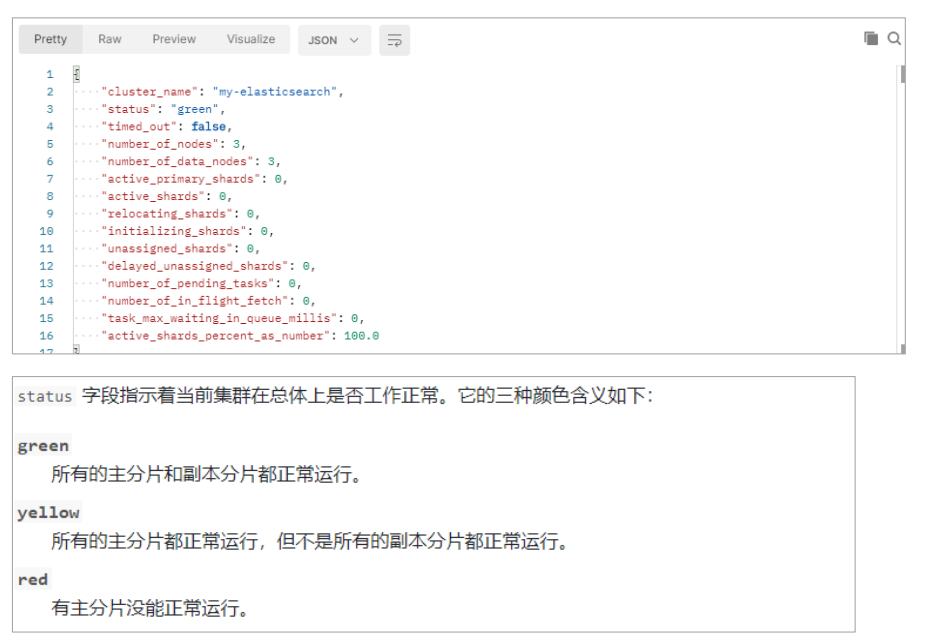 Pretty Raw Preview Visualize JSON
1 {
2 "cluster_name": "my-elasticsearch",
3 "status": "green",
4 "timed_out": false,
5 "number_of_nodes": 3,
6 "number_of_data_nodes": 3,
7 "active_primary_shards": 0,
8 "active_shards": 0,
9 "relocating_shards": 0,
10 "initializing_shards": 0,
11 "unassigned_shards": 0,
12 "delayed_unassigned_shards": 0,
13 "number_of_pending_tasks": 0,
14 "number_of_in_flight_fetch": 0,
15 "task_max_waiting_in_queue_millis": 0,
16 "active_shards_percent_as_number": 100.0
17 }
status 字段指示着当前集群在总体上是否工作正常。它的三种颜色含义如下：
green
所有的主分片和副本分片都正常运行。
yellow
所有的主分片都正常运行，但不是所有的副本分片都正常运行。
red
有主分片没能正常运行。